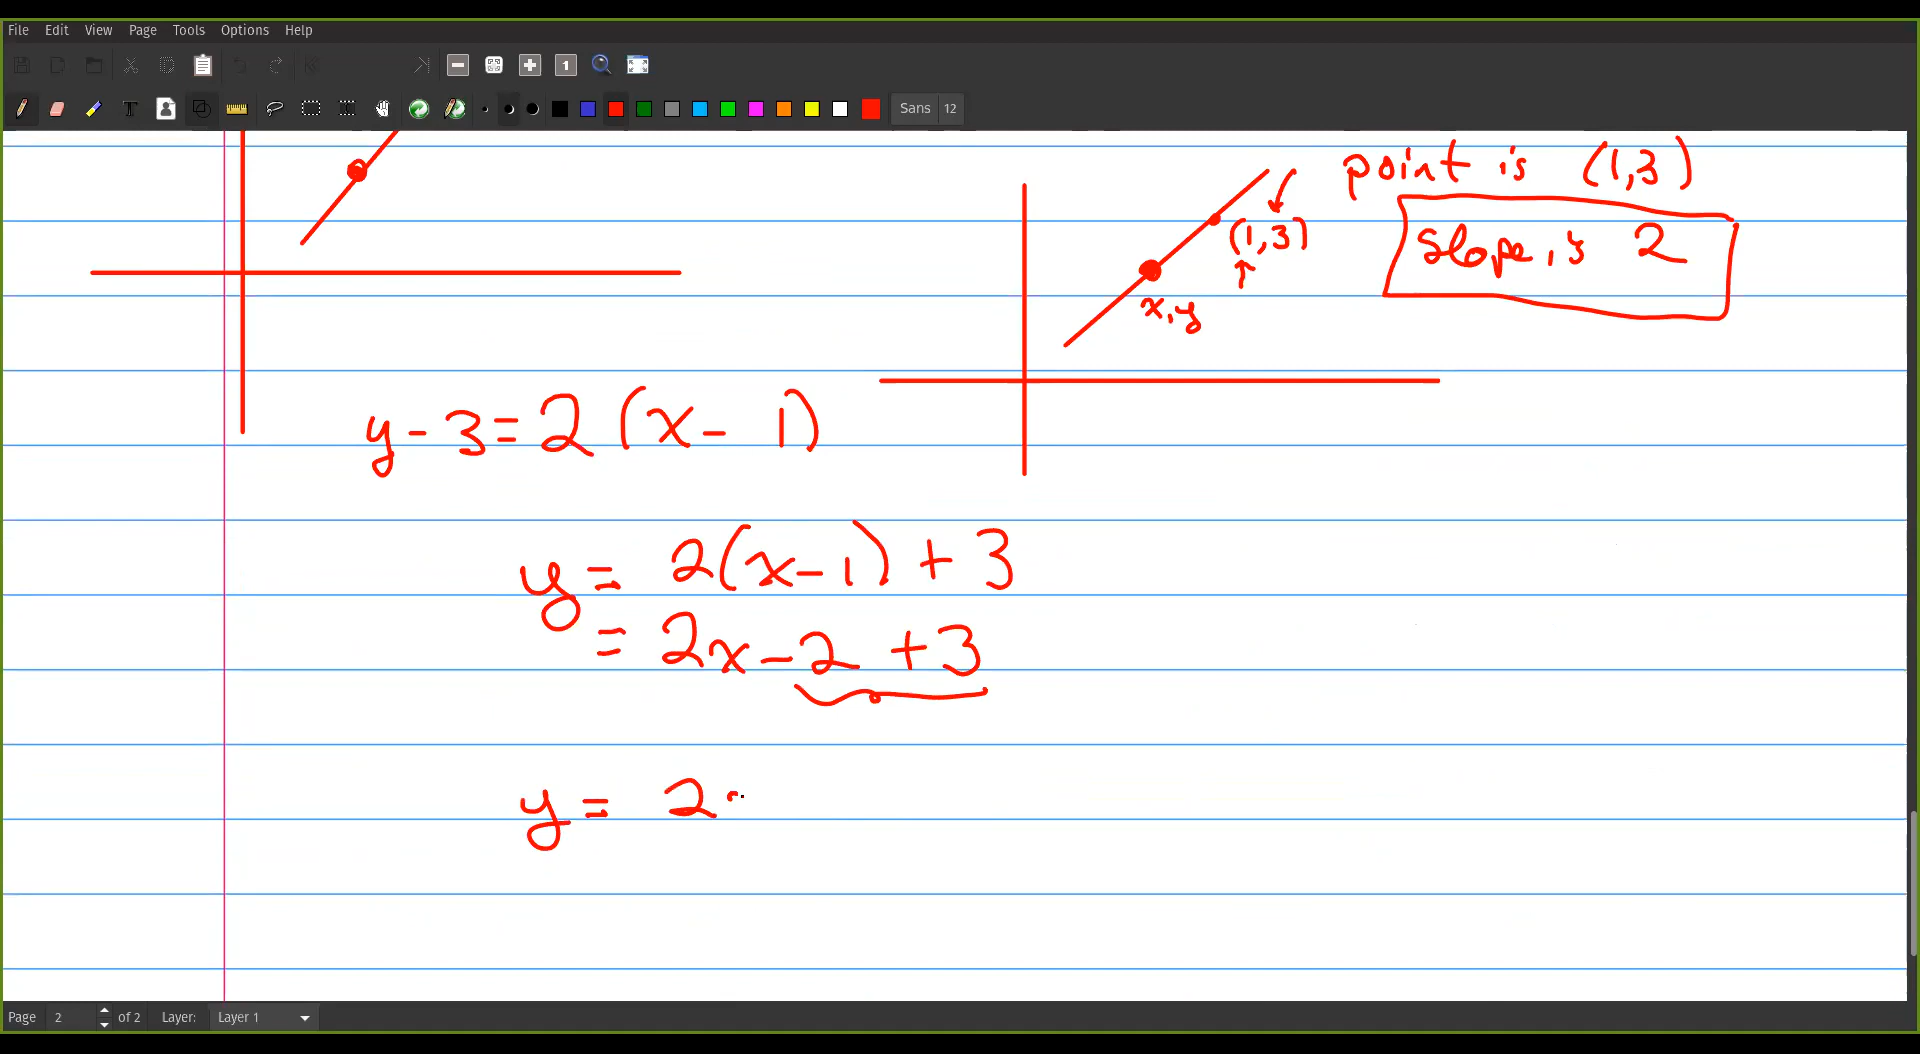 File Edit View Page Tools Options Help
1
T
Sans 12
point is (1,3)
slope is 2
(1,3)
x,y
y-3=2(x-1)
y= 2(x-1)+3
= 2x-2+3
y= 2
Page 2 of 2 Layer: Layer 1